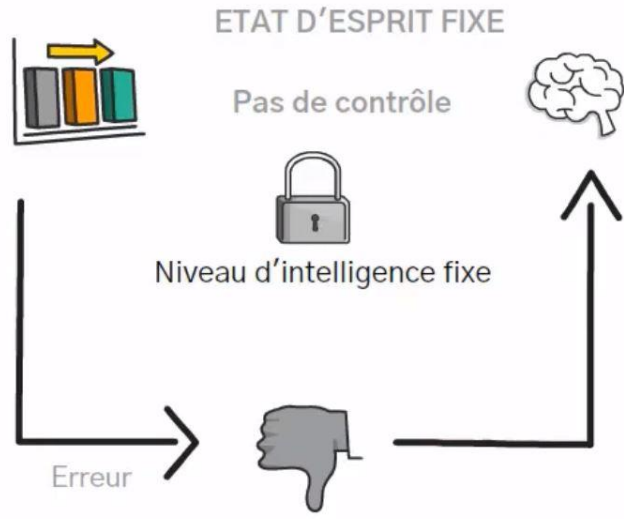 ETAT D'ESPRIT FIXE
Pas de contrôle
Niveau d'intelligence fixe
Erreur